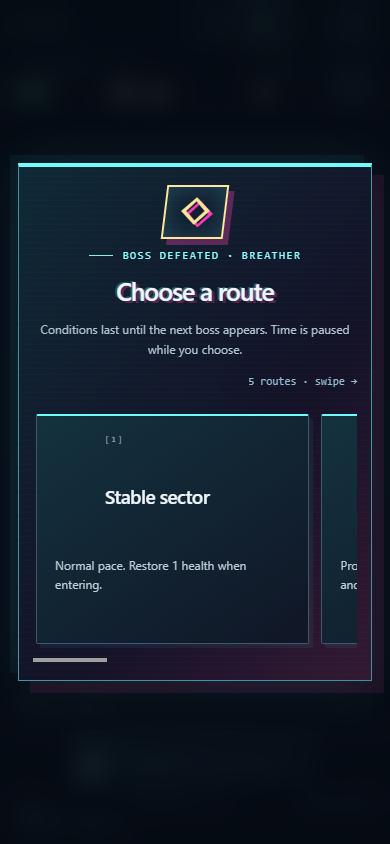 BOSS DEFEATED · BREATHER
Choose a route
Conditions last until the next boss appears. Time is paused
while you choose.
5 routes · swipe →
[1]
Stable sector
Normal pace. Restore 1 health when
entering.